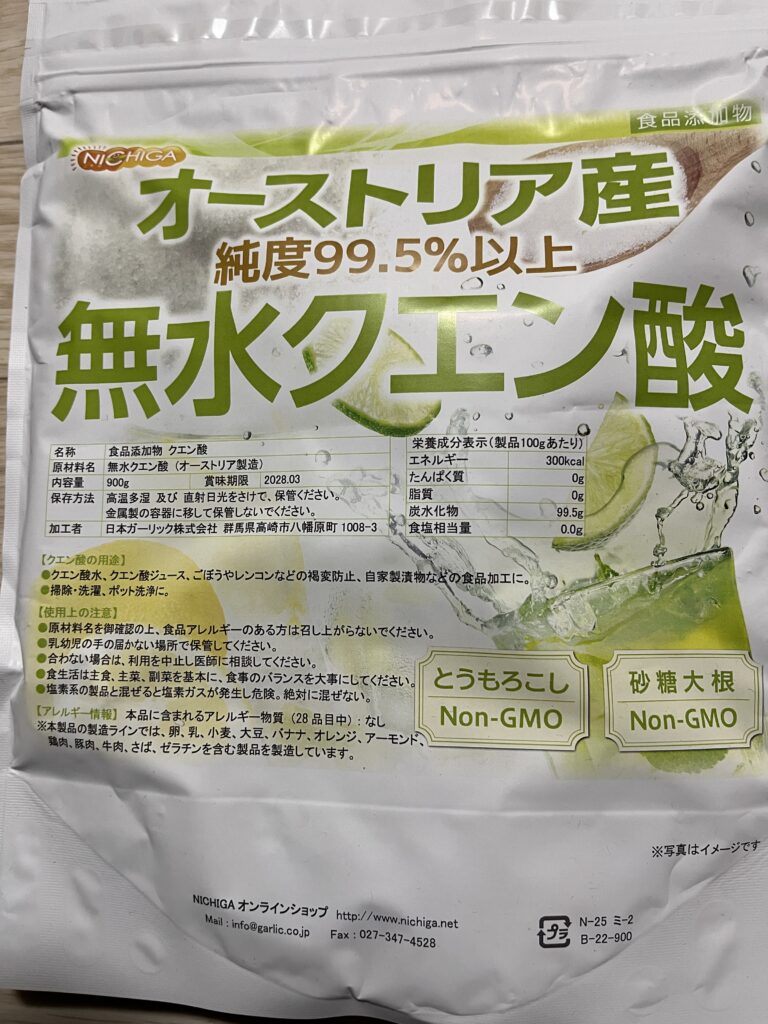 食品添加物
NICHIGA
オーストリア産
純度99.5%以上
無水クエン酸
名称 食品添加物 クエン酸
原材料名 無水クエン酸（オーストリア製造）
内容量 900g 賞味期限 2028.03
保存方法 高温多湿 及び 直射日光をさけて、保管ください。
金属製の容器に移して保管しないでください。
加工者 日本ガーリック株式会社 群馬県高崎市八幡原町1008-3
栄養成分表示（製品100gあたり）
エネルギー 300kcal
たんぱく質 0g
脂質 0g
炭水化物 99.5g
食塩相当量 0.0g
【クエン酸の用途】
●クエン酸水、クエン酸ジュース、ごぼうやレンコンなどの褐変防止、自家製漬物などの食品加工に。
●掃除・洗濯、ポット洗浄に。
【使用上の注意】
●原材料名を御確認の上、食品アレルギーのある方は召し上がらないでください。
●乳幼児の手の届かない場所で保管してください。
●合わない場合は、利用を中止し医師に相談してください。
●食生活は主食、主菜、副菜を基本に、食事のバランスを大事にしてください。
●塩素系の製品と混ぜると塩素ガスが発生し危険。絶対に混ぜない。
【アレルギー情報】 本品に含まれるアレルギー物質（28品目中）: なし
※本製品の製造ラインでは、卵、乳、小麦、大豆、バナナ、オレンジ、アーモンド、
鶏肉、豚肉、牛肉、さば、ゼラチンを含む製品を製造しています。
とうもろこし
Non-GMO
砂糖大根
Non-GMO
※写真はイメージです
NICHIGA オンラインショップ http://www.nichiga.net
Mail : info@garlic.co.jp Fax : 027-347-4528
プラ
N-25 ミ-2
B-22-900